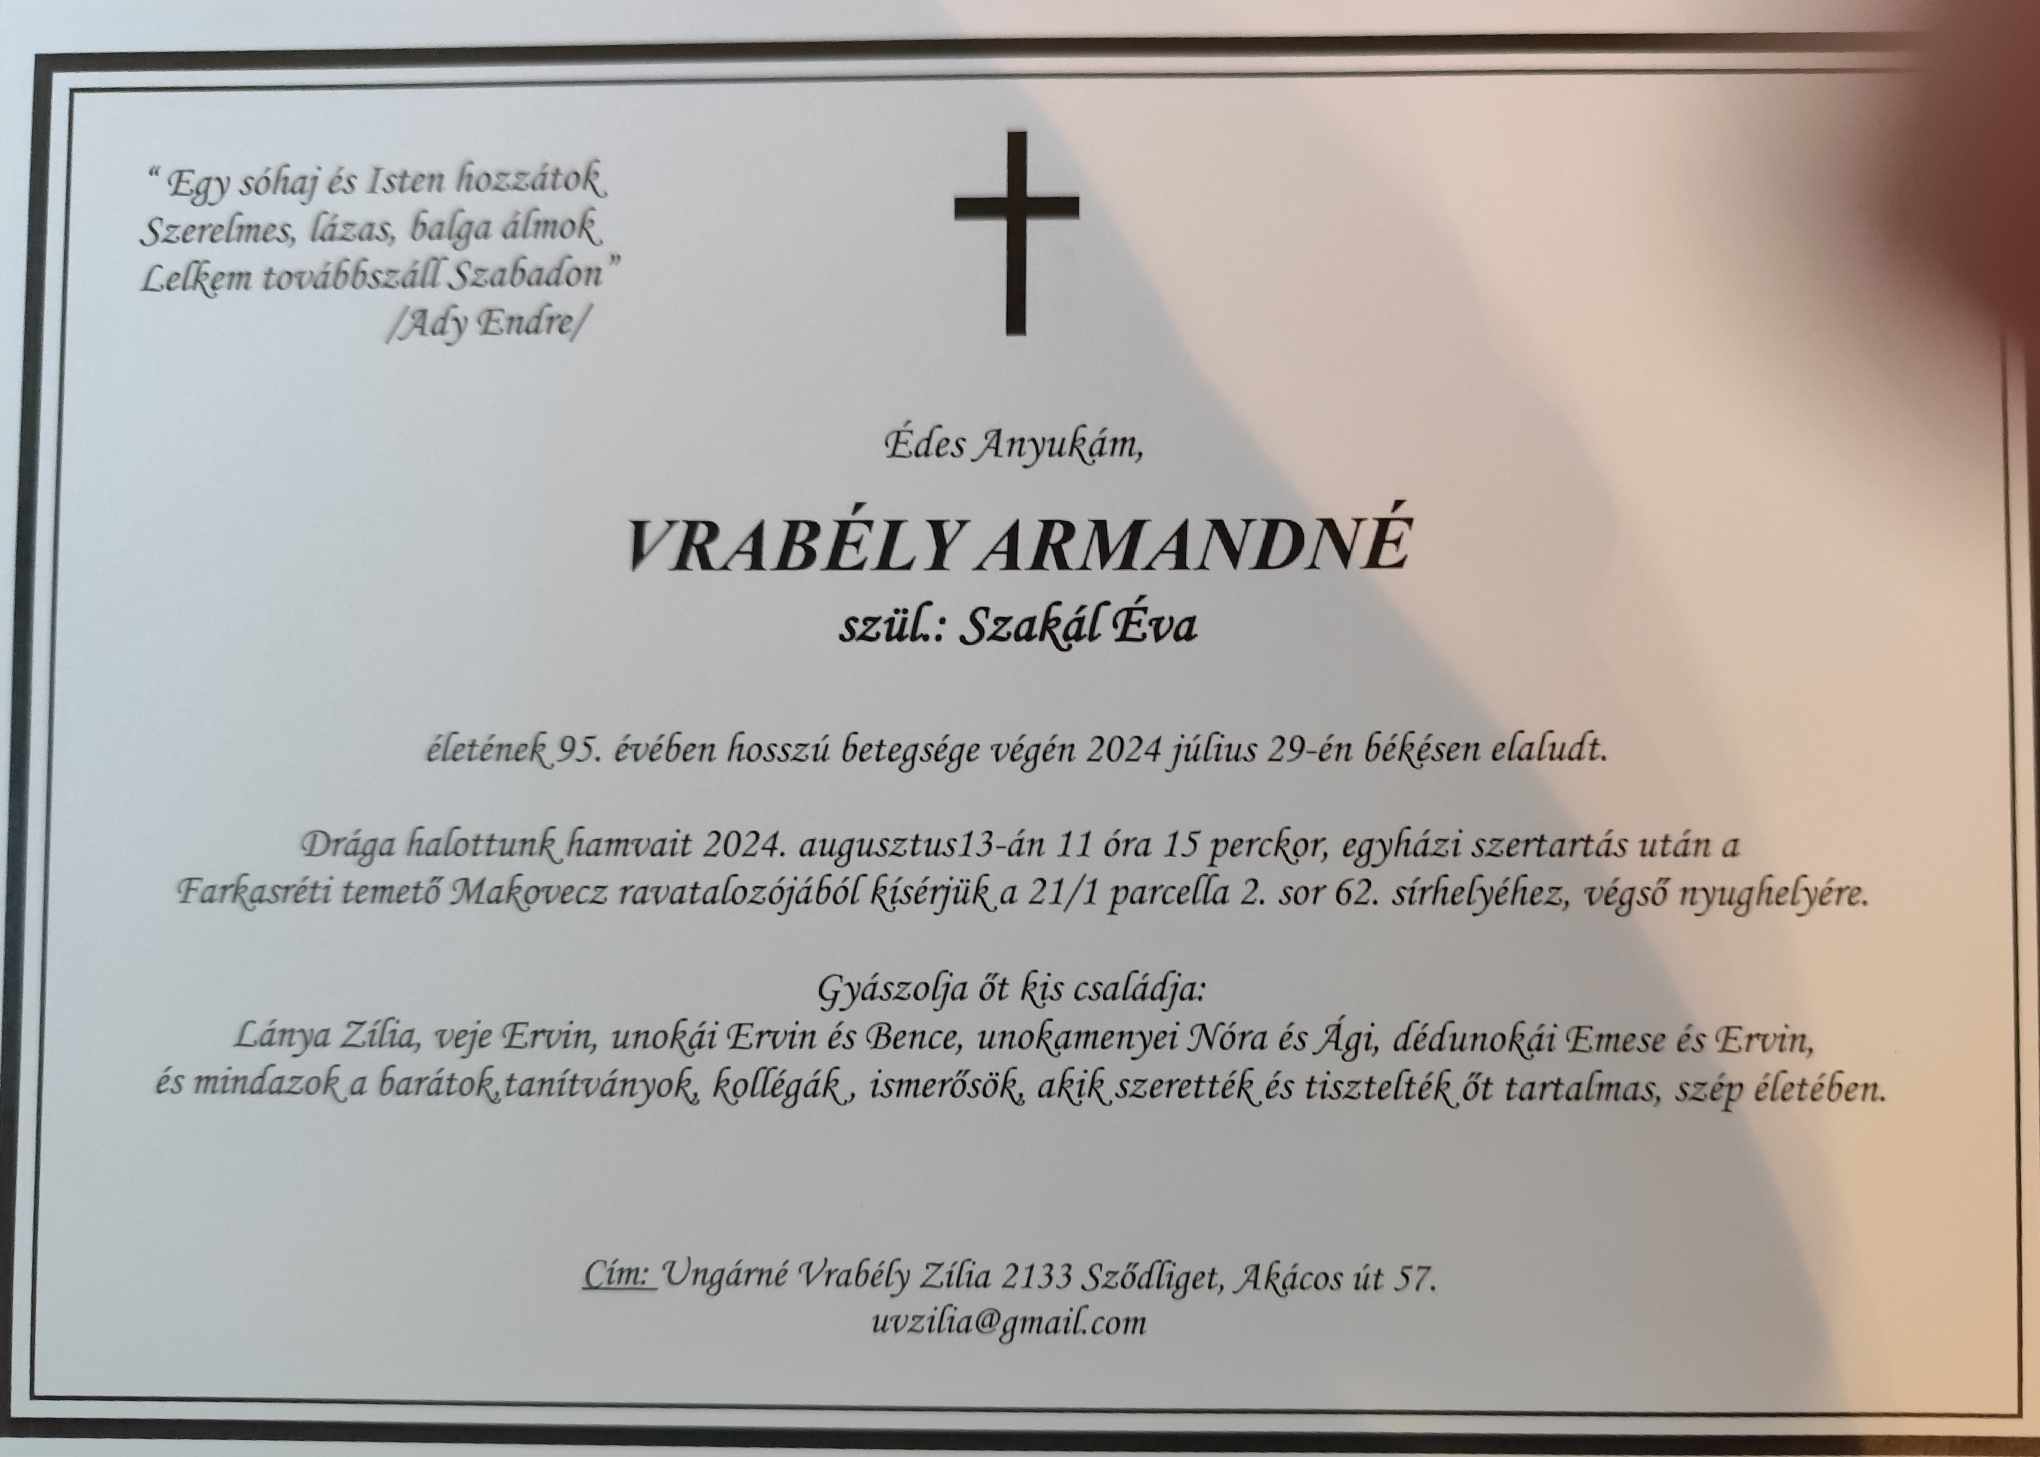 “ Egy sóhaj és Isten hozzátok
Szerelmes, lázas, balga álmok
Lelkem továbbszáll Szabadon”
/Ady Endre/
Édes Anyukám,
VRABÉLY ARMANDNÉ
szül.: Szakál Éva
életének 95. évében hosszú betegsége végén 2024 július 29-én békésen elaludt.
Drága halottunk hamvait 2024. augusztus13-án 11 óra 15 perckor, egyházi szertartás után a
Farkasréti temető Makovecz ravatalozójából kísérjük a 21/1 parcella 2. sor 62. sírhelyéhez, végső nyughelyére.
Gyászolja őt kis családja:
Lánya Zília, veje Ervin, unokái Ervin és Bence, unokamenyei Nóra és Ági, dédunokái Emese és Ervin,
és mindazok a barátok,tanítványok, kollégák , ismerősök, akik szerették és tisztelték őt tartalmas, szép életében.
Cím: Ungárné Vrabély Zília 2133 Sződliget, Akácos út 57.
uvzilia@gmail.com